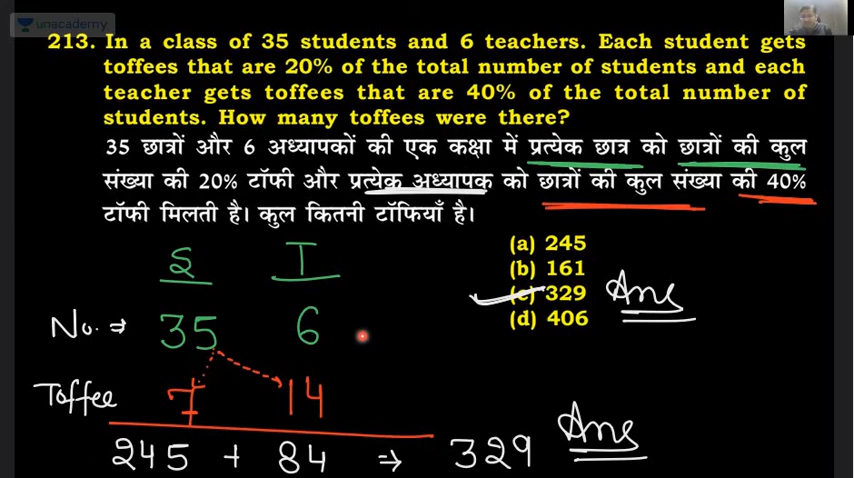 unacademy
213. In a class of 35 students and 6 teachers. Each student gets
toffees that are 20% of the total number of students and each
teacher gets toffees that are 40% of the total number of
students. How many toffees were there?
35 छात्रों और 6 अध्यापकों की एक कक्षा में प्रत्येक छात्र को छात्रों की कुल
संख्या की 20% टॉफी और प्रत्येक अध्यापक को छात्रों की कुल संख्या की 40%
टॉफी मिलती है। कुल कितनी टॉफियाँ है।
(a) 245
(b) 161
(c) 329 Ans
(d) 406
S T
No. ⇒ 35 6
Toffee 7 14
245 + 84 ⇒ 329 Ans